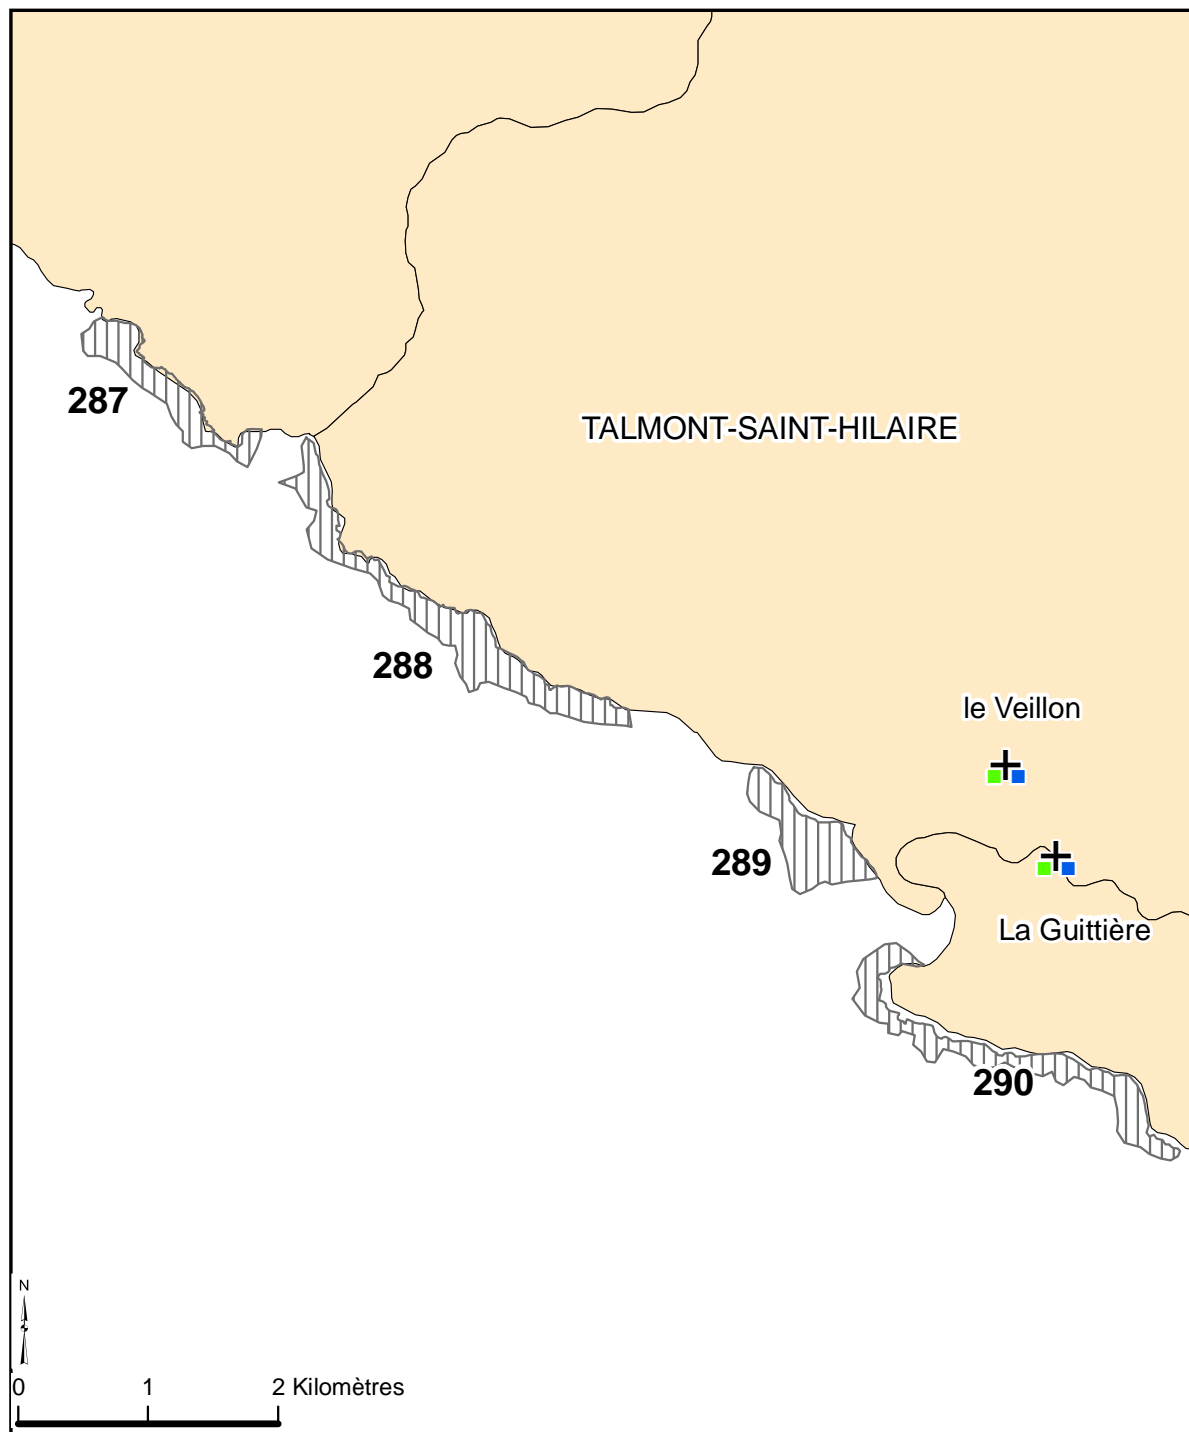 287
TALMONT-SAINT-HILAIRE
288
le Veillon
289
La Guittière
290
N
0 1 2 Kilomètres